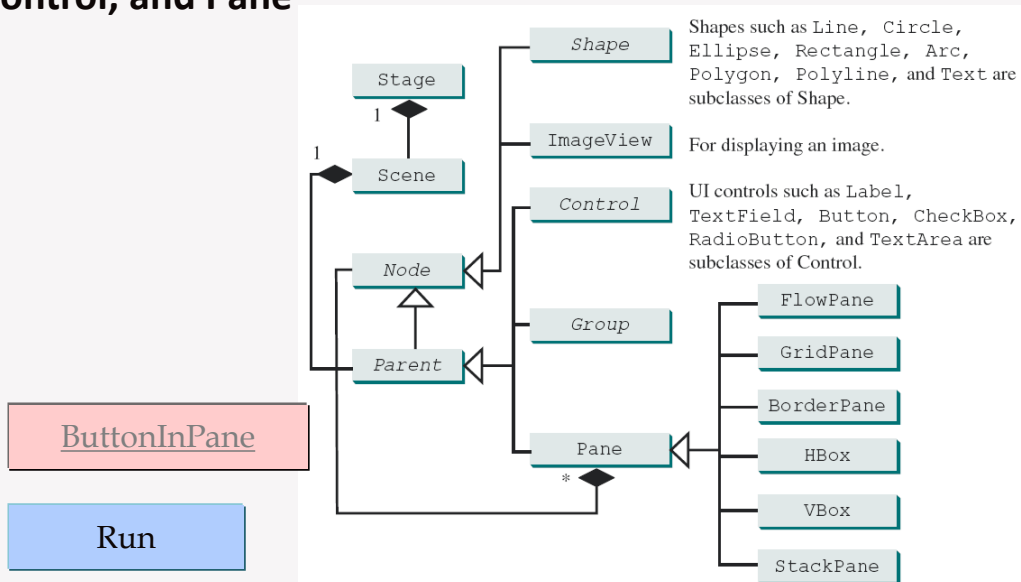 ontrol, and Pane
Stage
1
Scene
1
Node
Parent
Shape
ImageView
Control
Group
Pane
*
Shapes such as Line, Circle,
Ellipse, Rectangle, Arc,
Polygon, Polyline, and Text are
subclasses of Shape.
For displaying an image.
UI controls such as Label,
TextField, Button, CheckBox,
RadioButton, and TextArea are
subclasses of Control.
FlowPane
GridPane
BorderPane
HBox
VBox
StackPane
ButtonInPane
Run